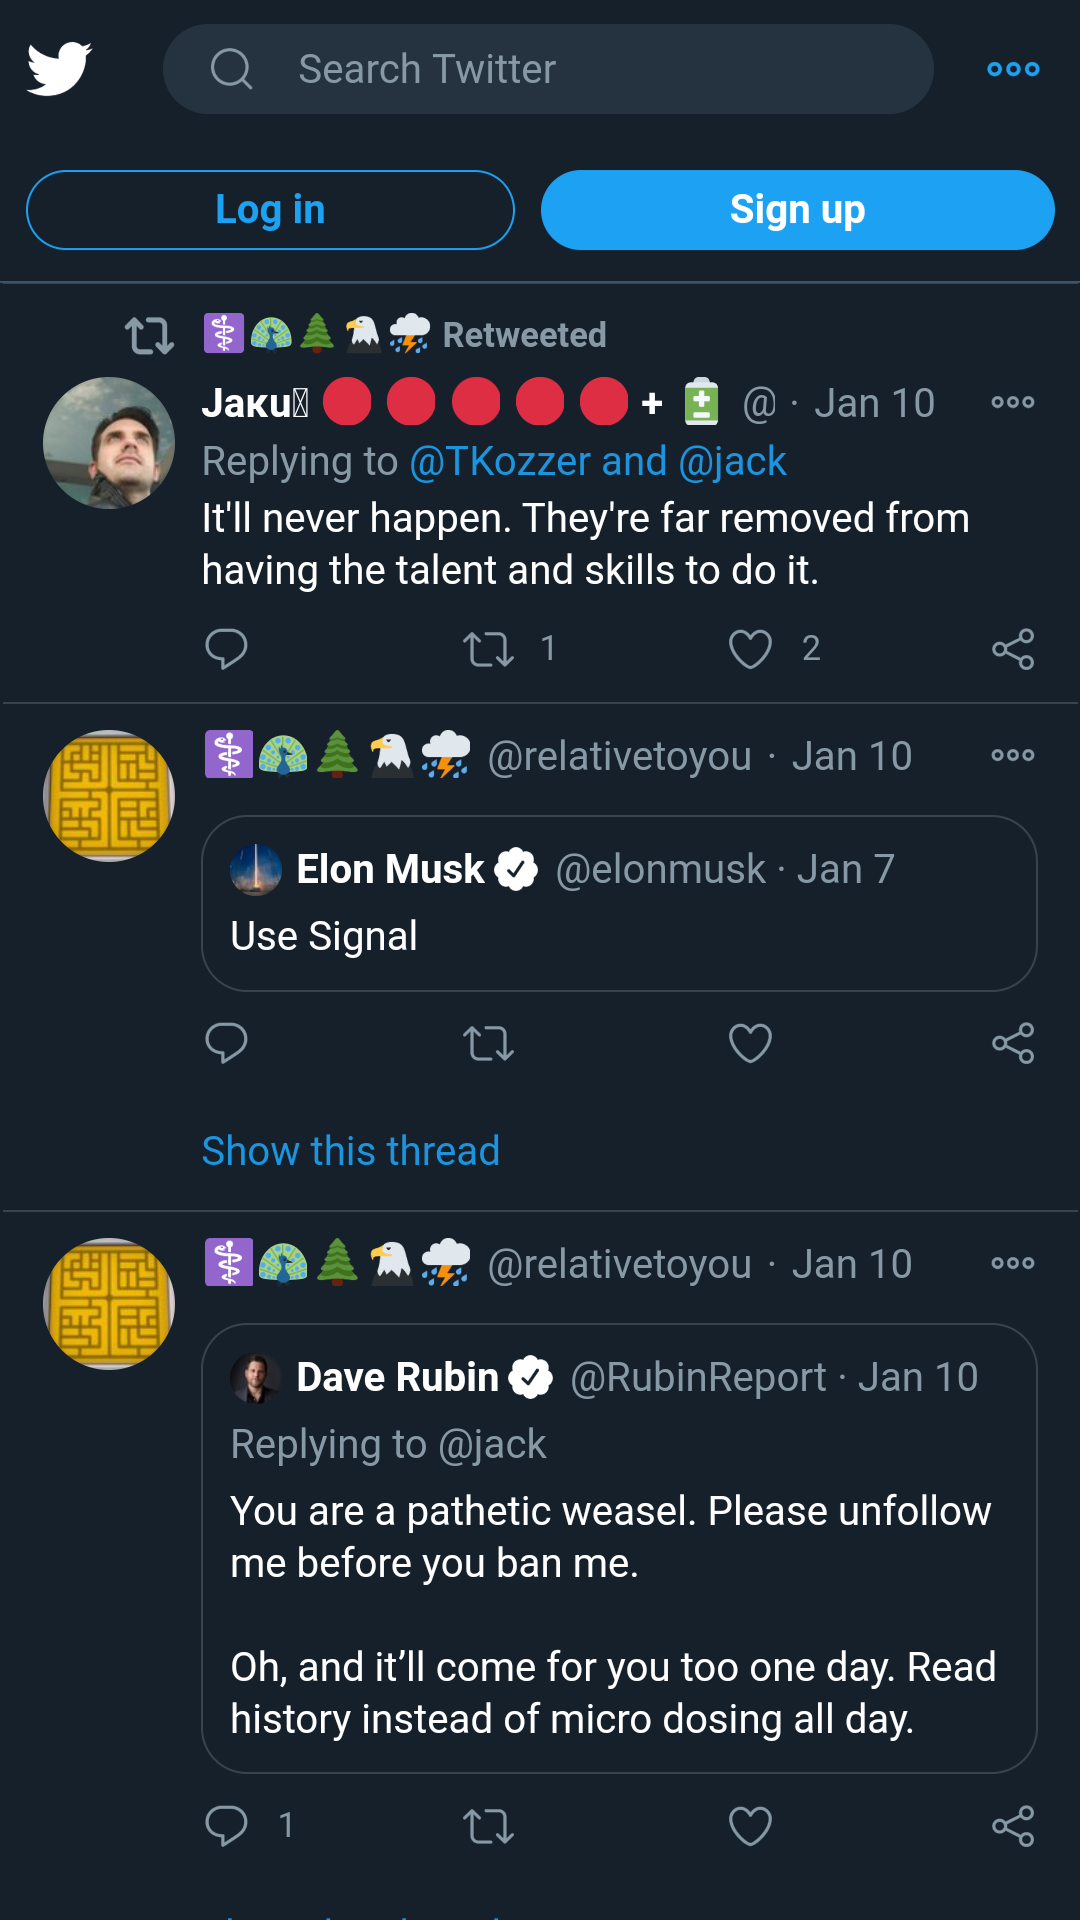 Search Twitter
Log in
Sign up
⚕️🦚🌲🦅⛈️ Retweeted
Jaкu 🔴 🔴 🔴 🔴 🔴 + 🔋 @ · Jan 10
Replying to @TKozzer and @jack
It'll never happen. They're far removed from
having the talent and skills to do it.
1
2
⚕️🦚🌲🦅⛈️ @relativetoyou · Jan 10
Elon Musk @elonmusk · Jan 7
Use Signal
Show this thread
⚕️🦚🌲🦅⛈️ @relativetoyou · Jan 10
Dave Rubin @RubinReport · Jan 10
Replying to @jack
You are a pathetic weasel. Please unfollow
me before you ban me.
Oh, and it’ll come for you too one day. Read
history instead of micro dosing all day.
1